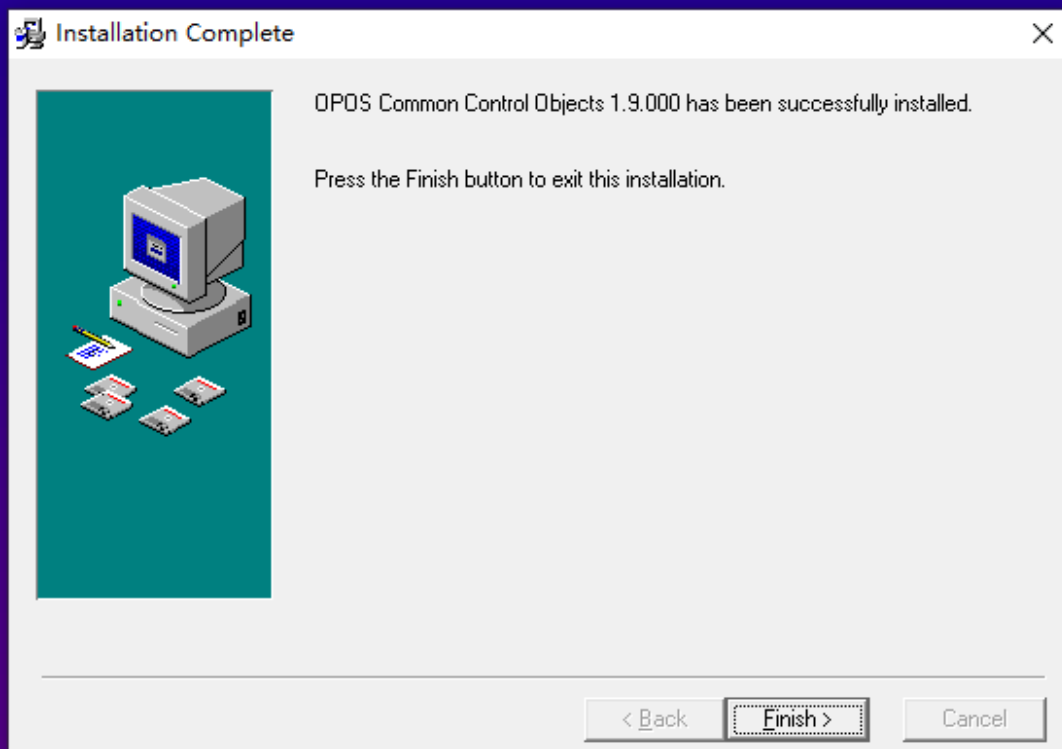 Installation Complete
OPOS Common Control Objects 1.9.000 has been successfully installed.
Press the Finish button to exit this installation.
< Back
Finish >
Cancel